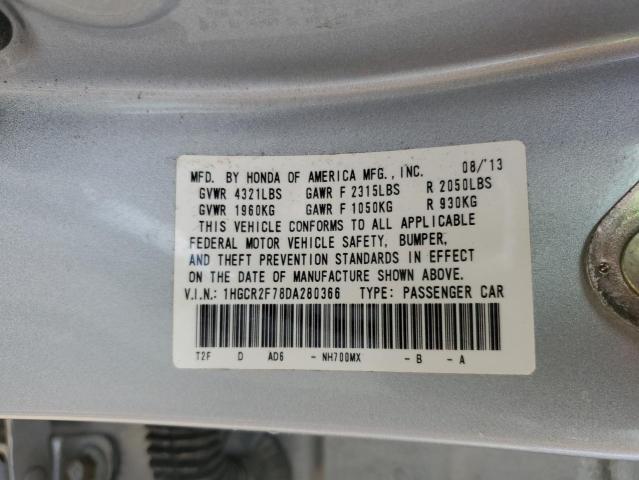 MFD. BY HONDA OF AMERICA MFG., INC. 08/'13
GVWR 4321LBS GAWR F 2315LBS R 2050LBS
GVWR 1960KG GAWR F 1050KG R 930KG
THIS VEHICLE CONFORMS TO ALL APPLICABLE
FEDERAL MOTOR VEHICLE SAFETY, BUMPER,
AND THEFT PREVENTION STANDARDS IN EFFECT
ON THE DATE OF MANUFACTURE SHOWN ABOVE.
V.I.N.: 1HGCR2F78DA280366 TYPE: PASSENGER CAR
T2F D AD6 - NH700MX - B - A